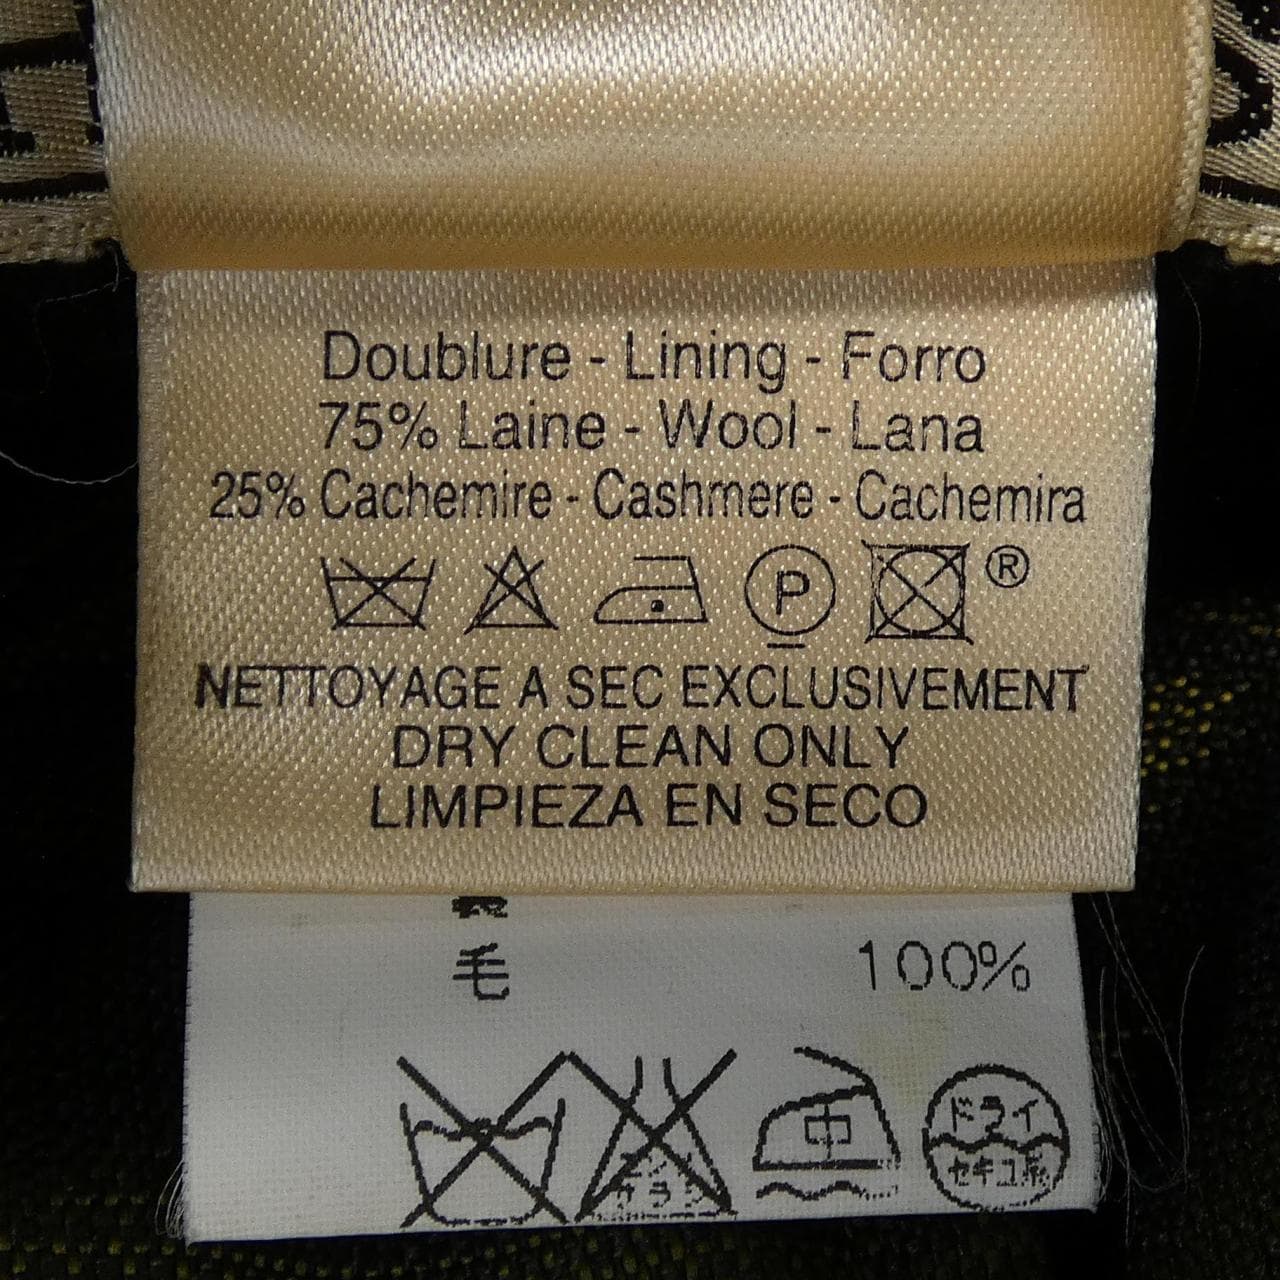 Doublure - Lining - Forro
75% Laine - Wool - Lana
25% Cachemire - Cashmere - Cachemira
P ®
NETTOYAGE A SEC EXCLUSIVEMENT
DRY CLEAN ONLY
LIMPIEZA EN SECO
毛 100%
中 ドライ
セキユ系